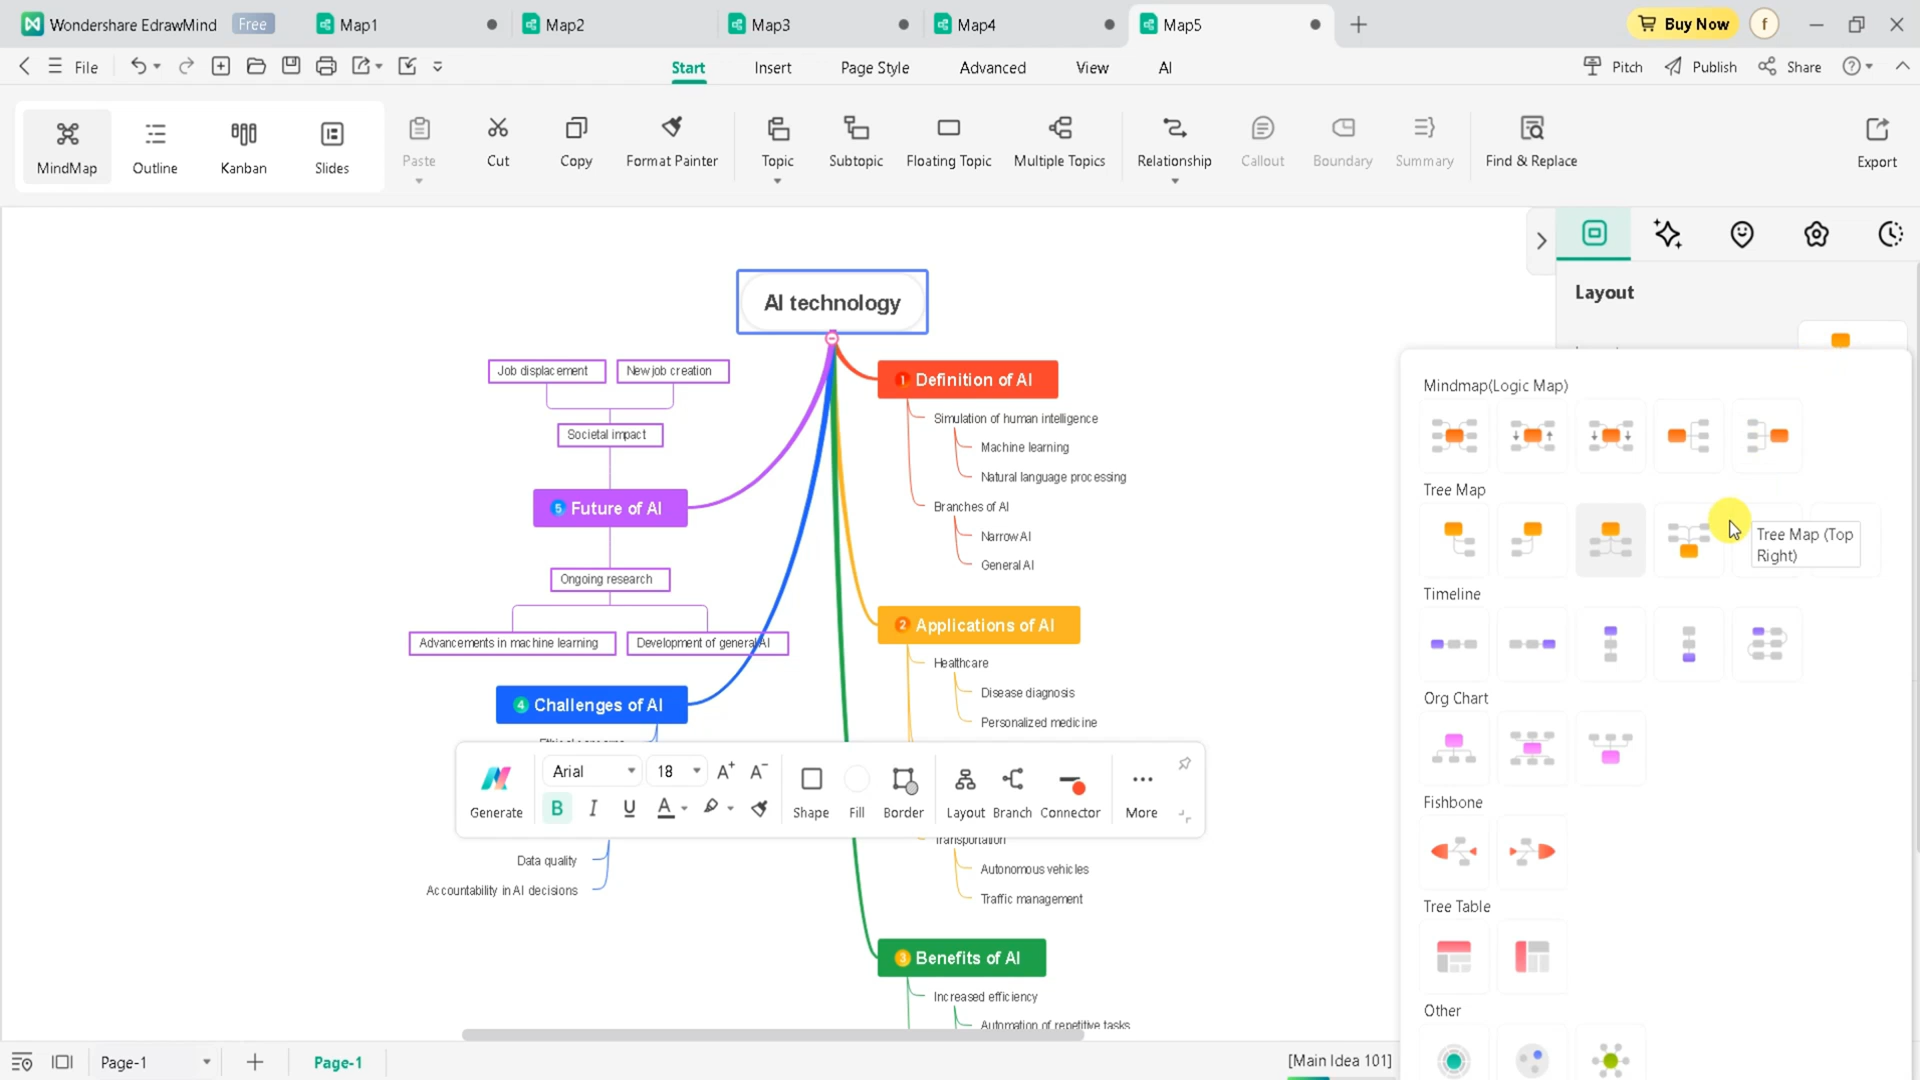 Wondershare EdrawMind Free Map1 Map2 Map3 Map4 Map5 Buy Now f
File Start Insert Page Style Advanced View AI Pitch Publish Share
MindMap Outline Kanban Slides Paste Cut Copy Format Painter Topic Subtopic Floating Topic Multiple Topics Relationship Callout Boundary Summary Find & Replace Export
AI technology
Job displacement New job creation
Societal impact
5 Future of AI
Ongoing research
Advancements in machine learning Development of general AI
4 Challenges of AI
Data quality
Accountability in AI decisions
1 Definition of AI
Simulation of human intelligence
Machine learning
Natural language processing
Branches of AI
Narrow AI
General AI
2 Applications of AI
Healthcare
Disease diagnosis
Personalized medicine
Transportation
Autonomous vehicles
Traffic management
3 Benefits of AI
Increased efficiency
Automation of repetitive tasks
Arial 18
B I U A
Generate Shape Fill Border Layout Branch Connector More
Layout
Mindmap(Logic Map)
Tree Map
Tree Map (Top
Right)
Timeline
Org Chart
Fishbone
Tree Table
Other
Page-1 Page-1 [Main Idea 101]